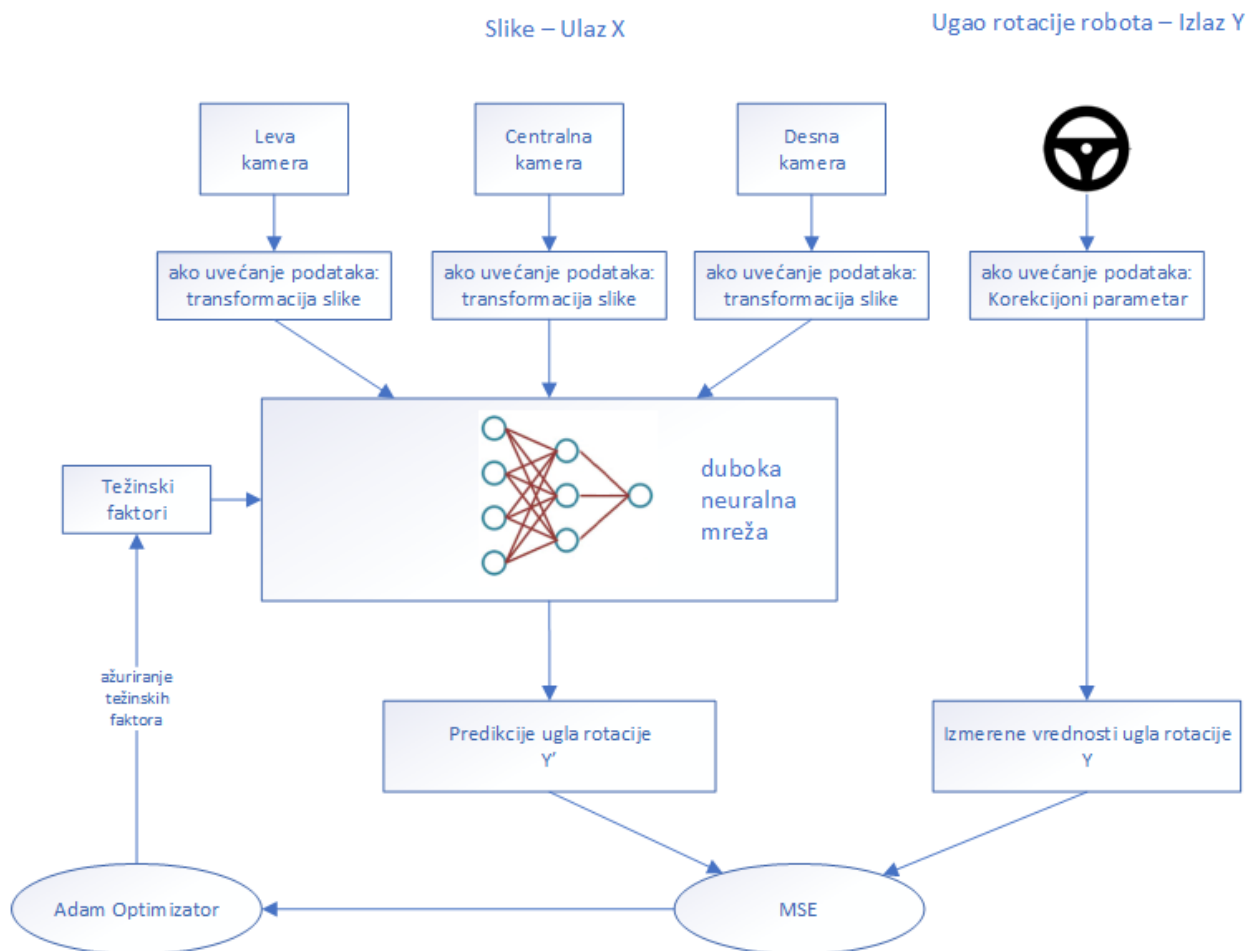 Slike – Ulaz X
Ugao rotacije robota – Izlaz Y
Leva
kamera
Centralna
kamera
Desna
kamera
ako uvećanje podataka:
transformacija slike
ako uvećanje podataka:
transformacija slike
ako uvećanje podataka:
transformacija slike
ako uvećanje podataka:
Korekcijoni parametar
Težinski
faktori
duboka
neuralna
mreža
ažuriranje
težinskih
faktora
Predikcije ugla rotacije
Y’
Izmerene vrednosti ugla rotacije
Y
Adam Optimizator
MSE